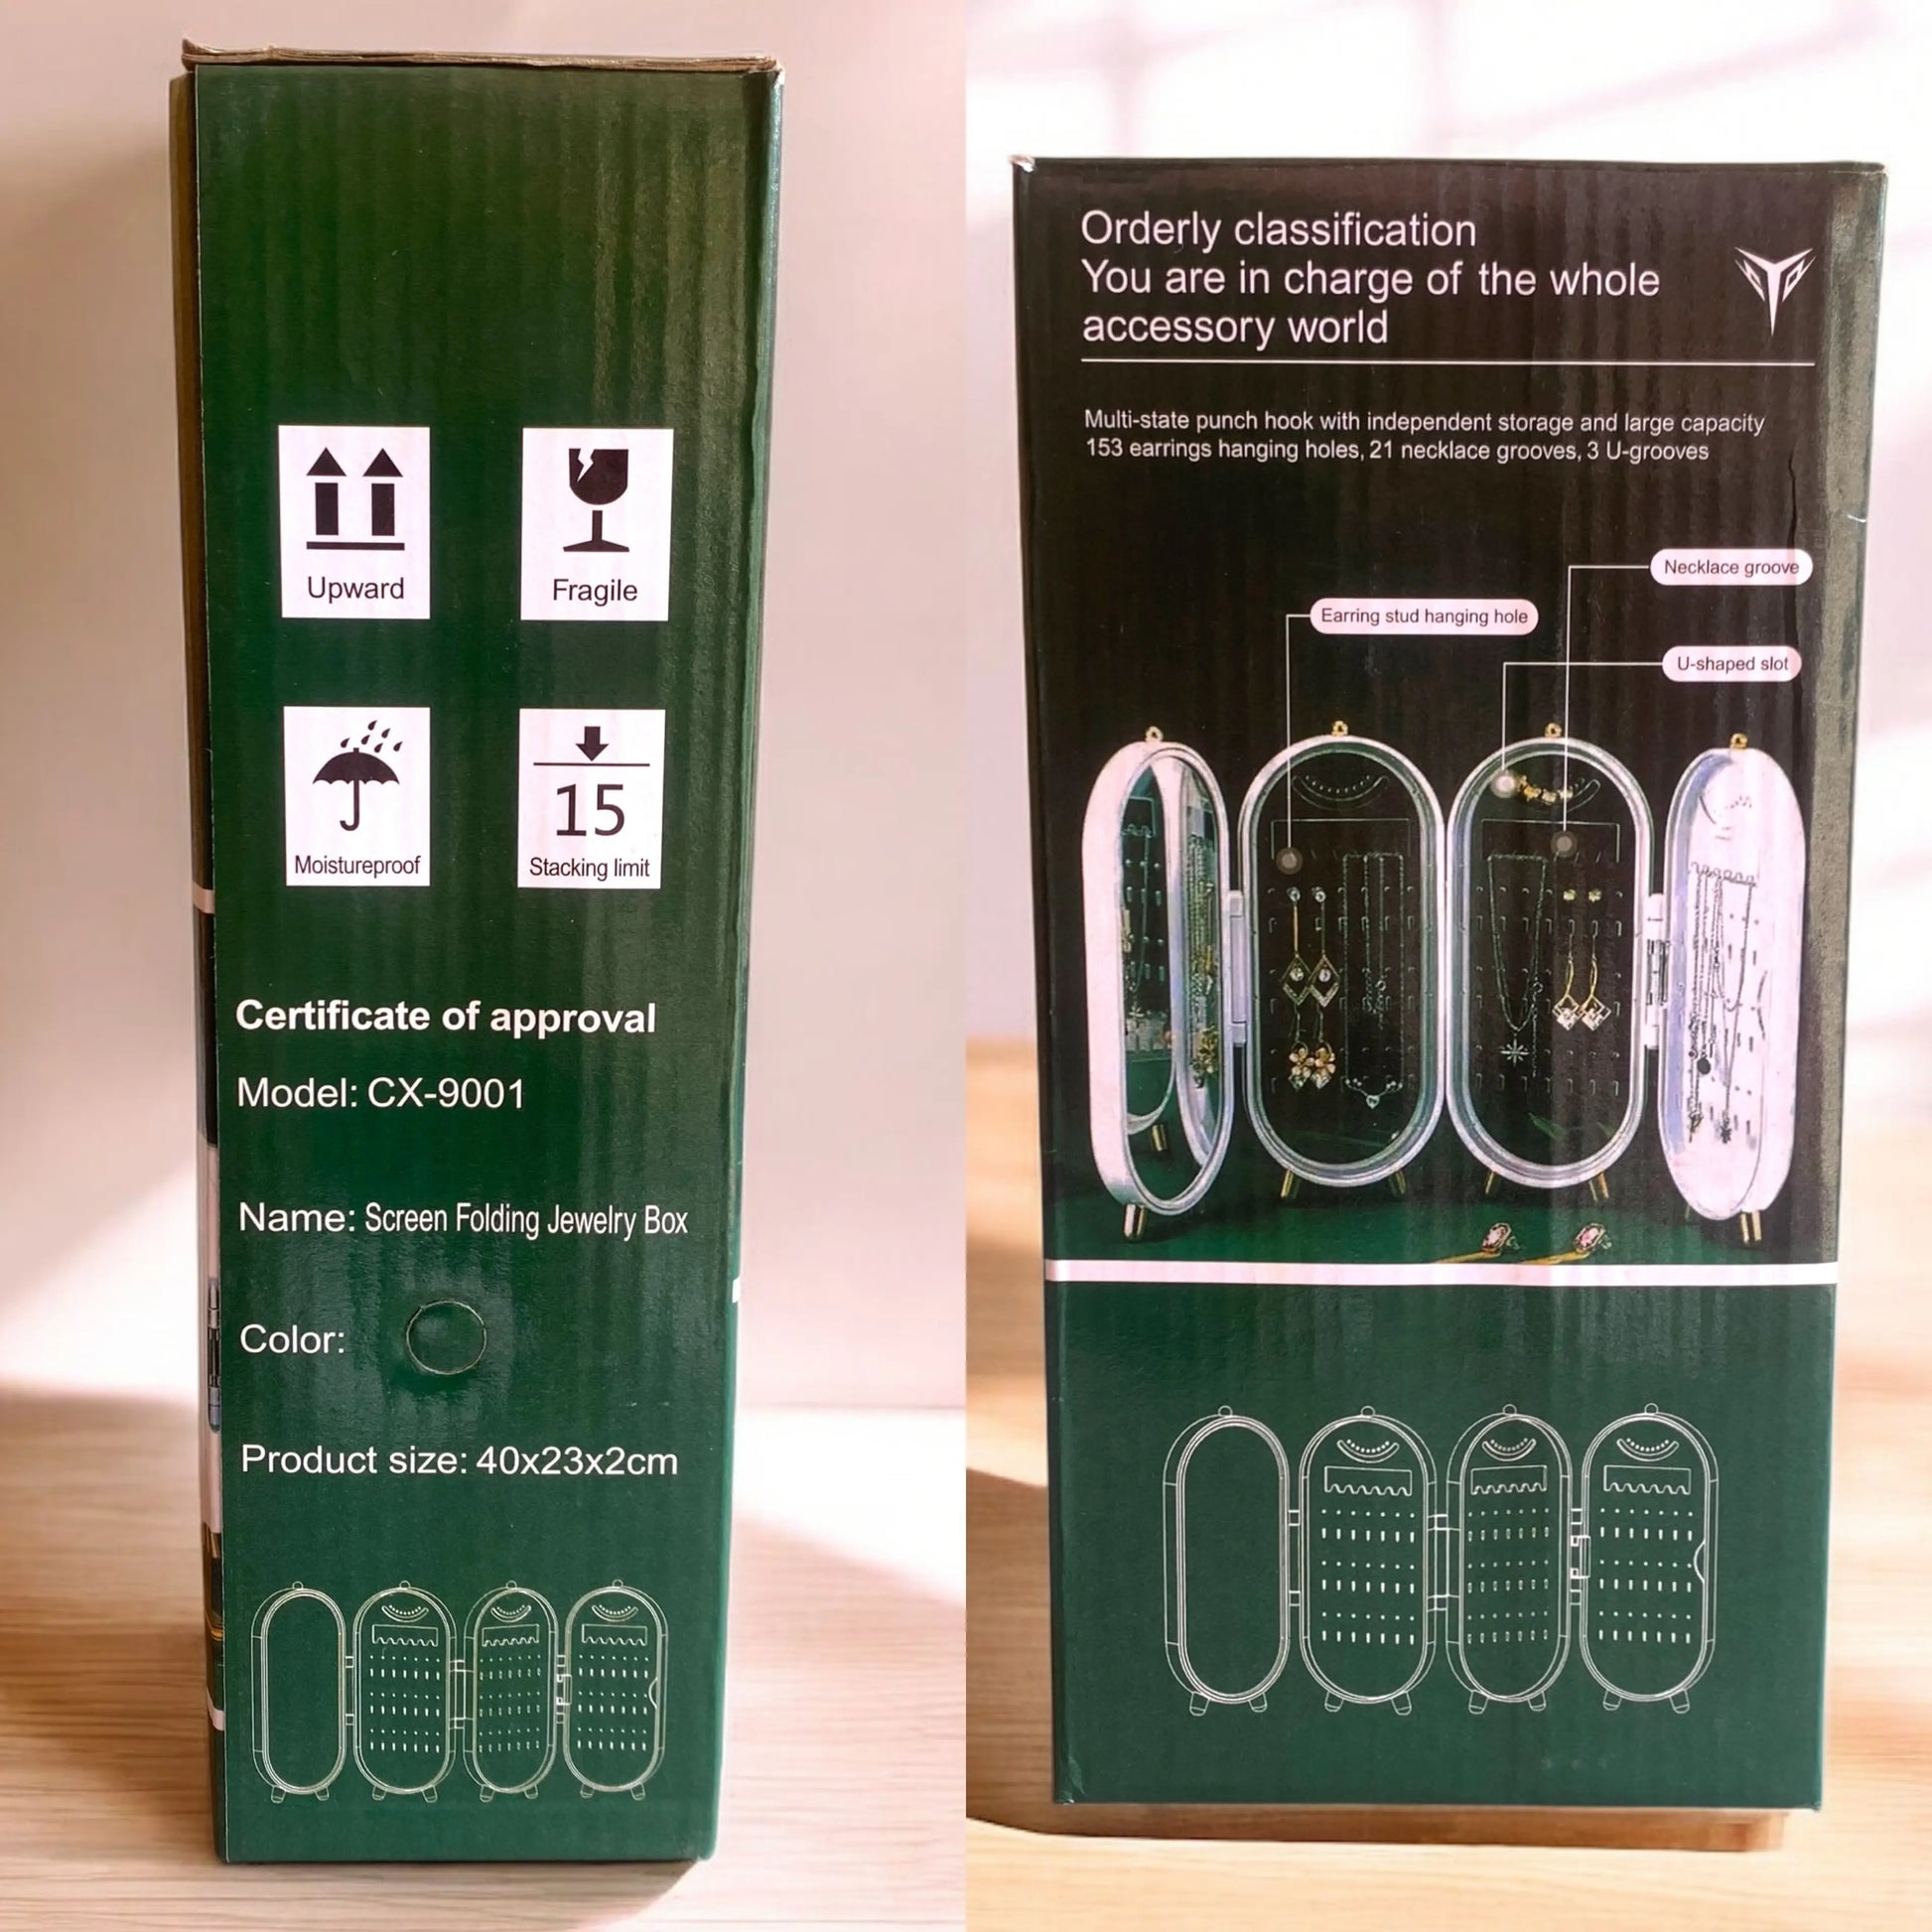 Upward
Fragile
Moistureproof
15
Stacking limit
Certificate of approval
Model: CX-9001
Name: Screen Folding Jewelry Box
Color:
Product size: 40x23x2cm
Orderly classification
You are in charge of the whole
accessory world
Multi-state punch hook with independent storage and large capacity
153 earrings hanging holes, 21 necklace grooves, 3 U-grooves
Necklace groove
Earring stud hanging hole
U-shaped slot